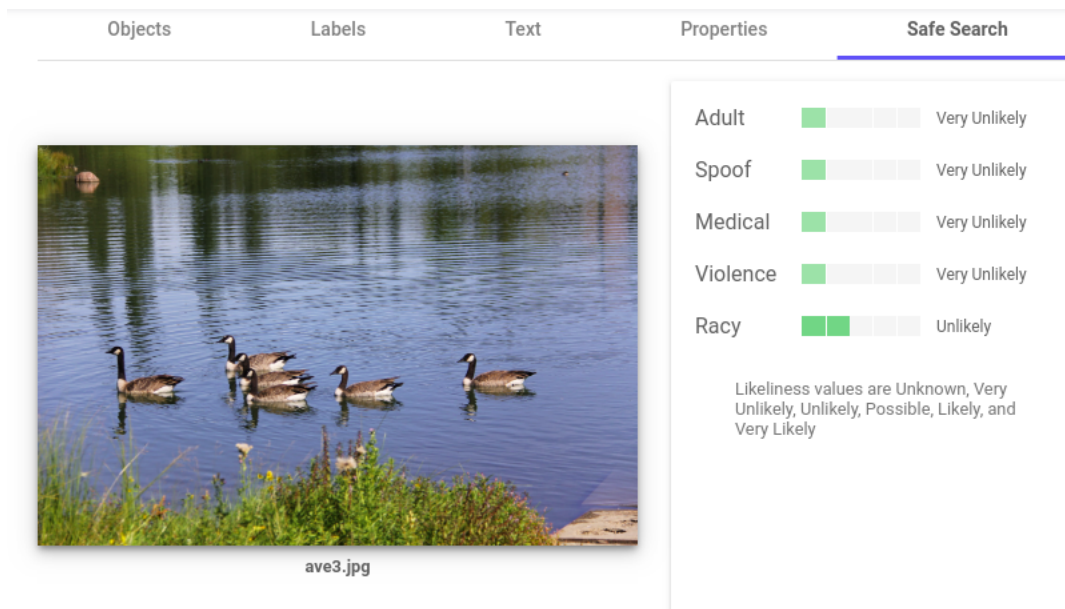 Objects Labels Text Properties Safe Search
Adult Very Unlikely
Spoof Very Unlikely
Medical Very Unlikely
Violence Very Unlikely
Racy Unlikely
Likeliness values are Unknown, Very
Unlikely, Unlikely, Possible, Likely, and
Very Likely
ave3.jpg